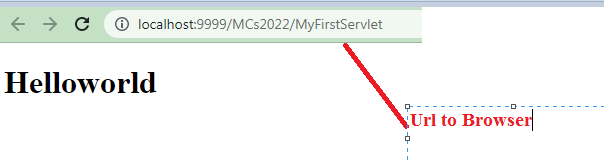 localhost:9999/MCs2022/MyFirstServlet
Helloworld
Url to Browser